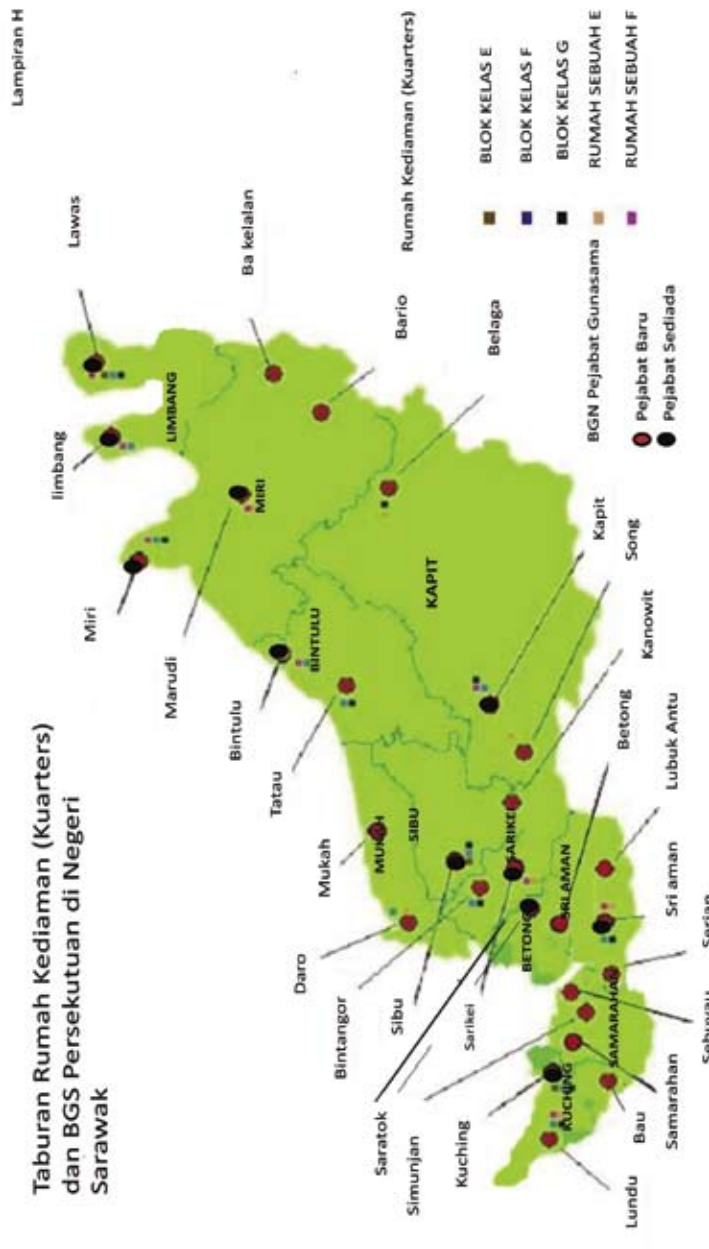 Lampiran H
Taburan Rumah Kediaman (Kuarters)
dan BGS Persekutuan di Negeri
Sarawak
Lawas
limbang
Ba kelalan
Bario
Belaga
Miri
Marudi
Bintulu
Tatau
Mukah
Daro
Bintangor
Sibu
Sarikei
Saratok
Simunjan
Kuching
Lundu
Bau
Samarahan
Sebuyau
Serian
Sri aman
Lubuk Antu
Betong
Kanowit
Song
Kapit
LIMBANG
MIRI
BINTULU
KAPIT
MUKAH
SIBU
SARIKEI
SRI AMAN
BETONG
SAMARAHAN
KUCHING
Rumah Kediaman (Kuarters)
BLOK KELAS E
BLOK KELAS F
BLOK KELAS G
RUMAH SEBUAH E
RUMAH SEBUAH F
BGN Pejabat Gunasama
Pejabat Baru
Pejabat Sediada